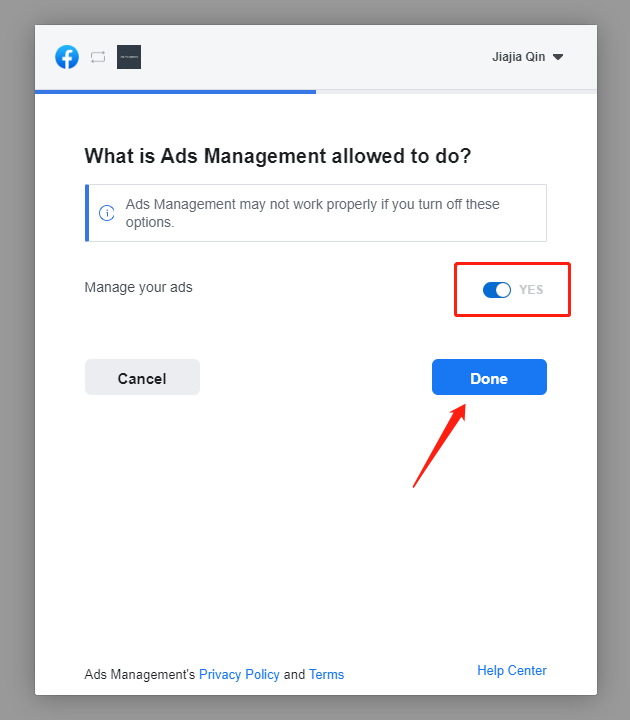 Jiajia Qin
What is Ads Management allowed to do?
Ads Management may not work properly if you turn off these
options.
Manage your ads
YES
Cancel
Done
Ads Management's Privacy Policy and Terms
Help Center